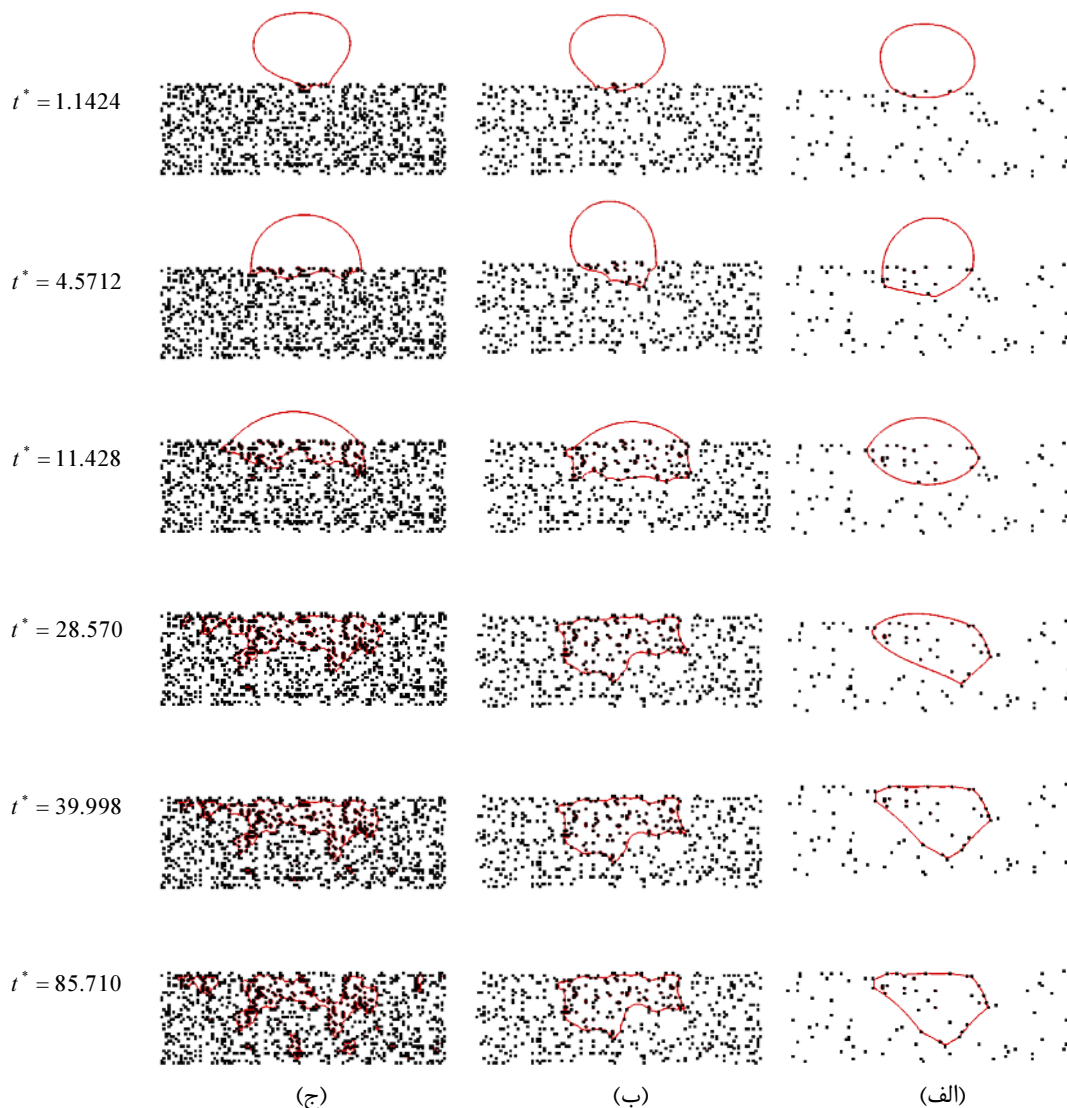 t* = 1.1424
t* = 4.5712
t* = 11.428
t* = 28.570
t* = 39.998
t* = 85.710
(الف) (ب) (ج)